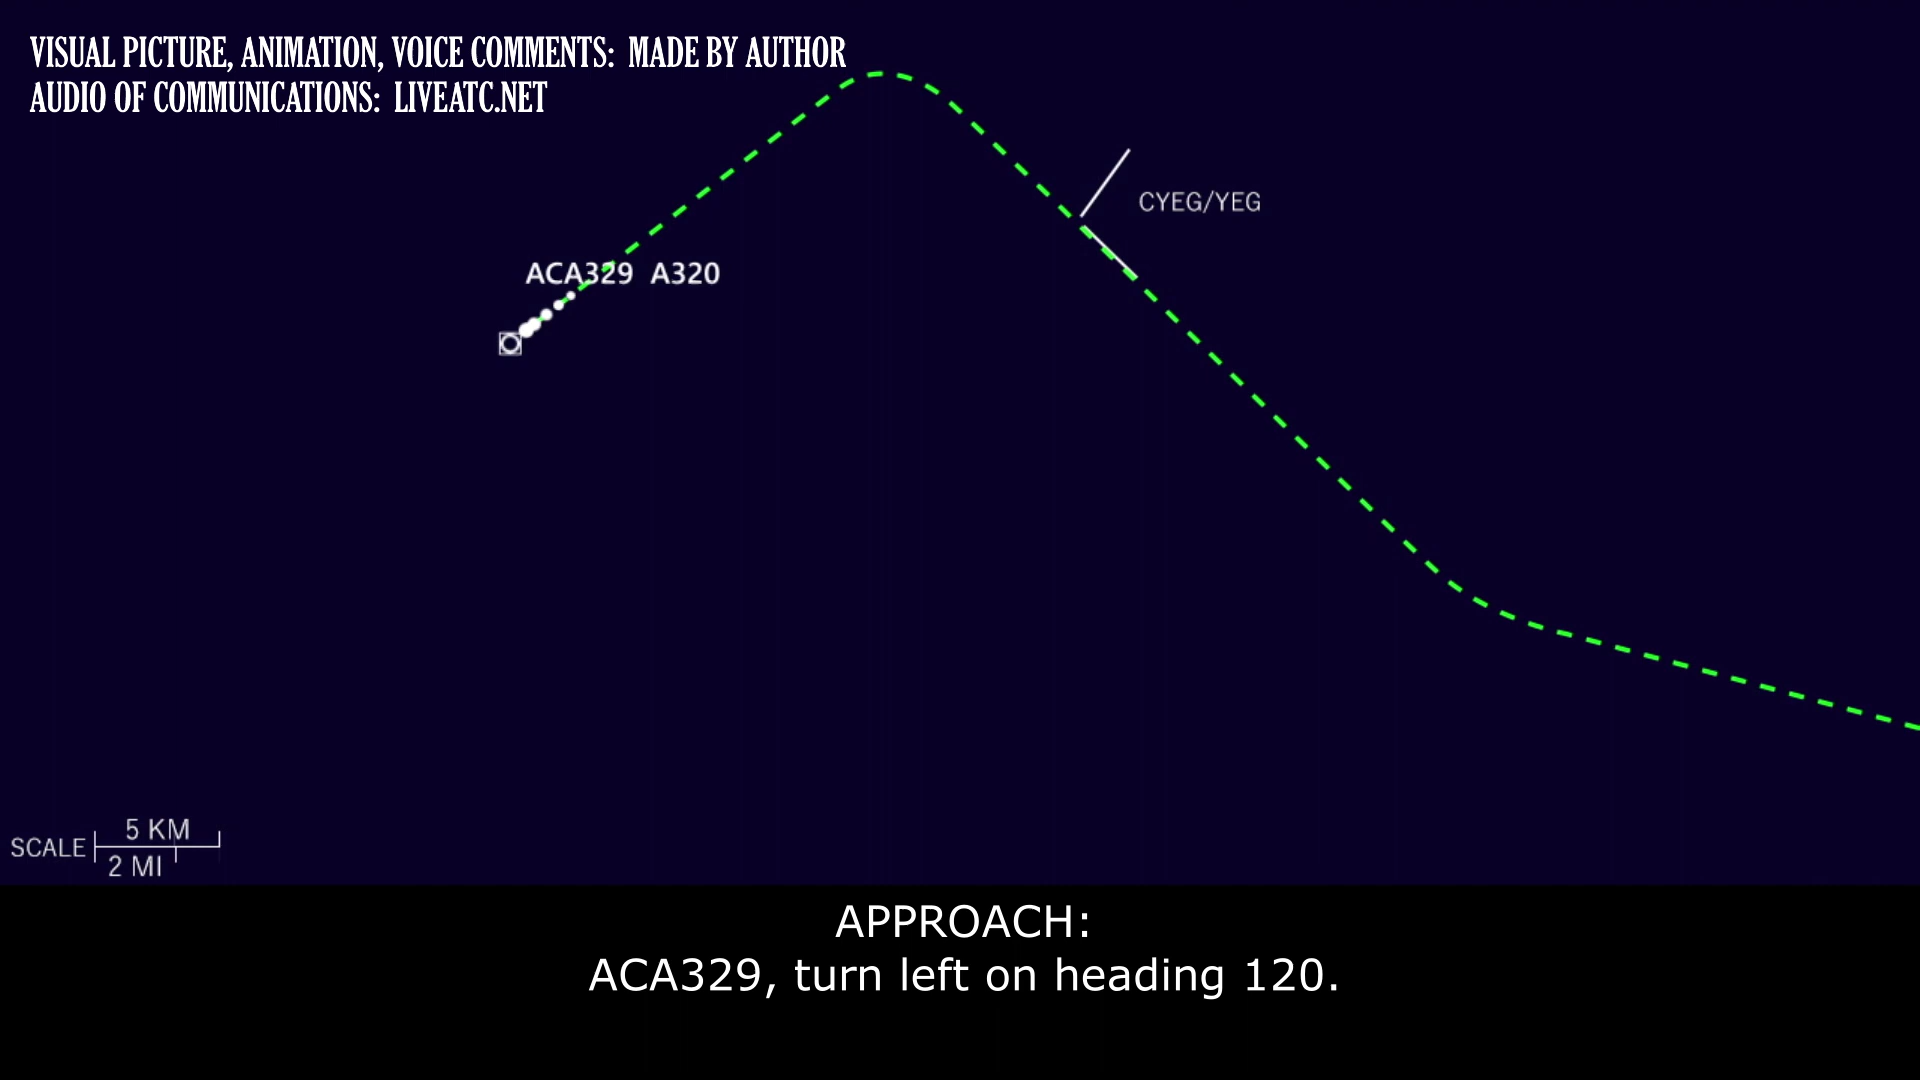 VISUAL PICTURE, ANIMATION, VOICE COMMENTS: MADE BY AUTHOR
AUDIO OF COMMUNICATIONS: LIVEATC.NET
CYEG/YEG
ACA329 A320
5 KM
SCALE
2 MI
APPROACH:
ACA329, turn left on heading 120.